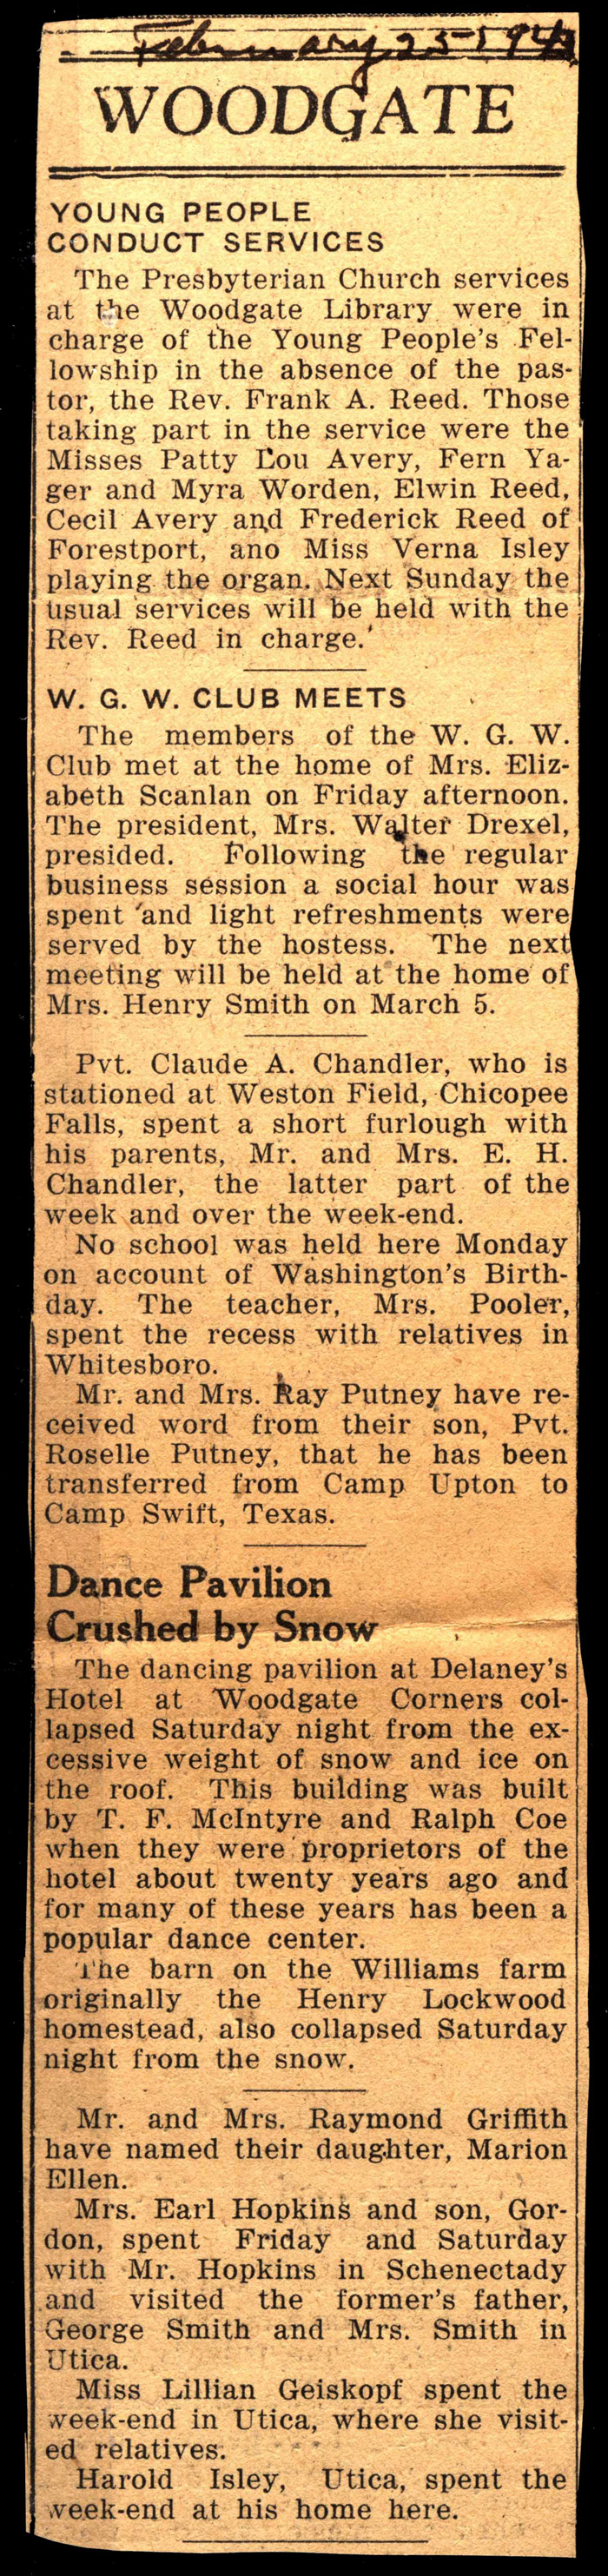 February 25
WOODGATE
YOUNG PEOPLE
CONDUCT SERVICES
The Presbyterian Church services
at the Woodgate Library were in
charge of the Young People's Fel-
lowship in the absence of the pas-
tor, the Rev. Frank A. Reed. Those
taking part in the service were the
Misses Patty Lou Avery, Fern Ya-
ger and Myra Worden, Elwin Reed,
Cecil Avery and Frederick Reed of
Forestport, ano Miss Verna Isley
playing the organ. Next Sunday the
usual services will be held with the
Rev. Reed in charge.
W. G. W. CLUB MEETS
The members of the W. G. W.
Club met at the home of Mrs. Eliz-
abeth Scanlan on Friday afternoon.
The president, Mrs. Walter Drexel,
presided. Following the regular
business session a social hour was
spent and light refreshments were
served by the hostess. The next
meeting will be held at the home of
Mrs. Henry Smith on March 5.
Pvt. Claude A. Chandler, who is
stationed at Weston Field, Chicopee
Falls, spent a short furlough with
his parents, Mr. and Mrs. E. H.
Chandler, the latter part of the
week and over the week-end.
No school was held here Monday
on account of Washington's Birth-
day. The teacher, Mrs. Pooler,
spent the recess with relatives in
Whitesboro.
Mr. and Mrs. Ray Putney have re-
ceived word from their son, Pvt.
Roselle Putney, that he has been
transferred from Camp Upton to
Camp Swift, Texas.
Dance Pavilion
Crushed by Snow
The dancing pavilion at Delaney's
Hotel at Woodgate Corners col-
lapsed Saturday night from the ex-
cessive weight of snow and ice on
the roof. This building was built
by T. F. McIntyre and Ralph Coe
when they were proprietors of the
hotel about twenty years ago and
for many of these years has been a
popular dance center.
The barn on the Williams farm
originally the Henry Lockwood
homestead, also collapsed Saturday
night from the snow.
Mr. and Mrs. Raymond Griffith
have named their daughter, Marion
Ellen.
Mrs. Earl Hopkins and son, Gor-
don, spent Friday and Saturday
with Mr. Hopkins in Schenectady
and visited the former's father,
George Smith and Mrs. Smith in
Utica.
Miss Lillian Geiskopf spent the
week-end in Utica, where she visit-
ed relatives.
Harold Isley, Utica, spent the
week-end at his home here.